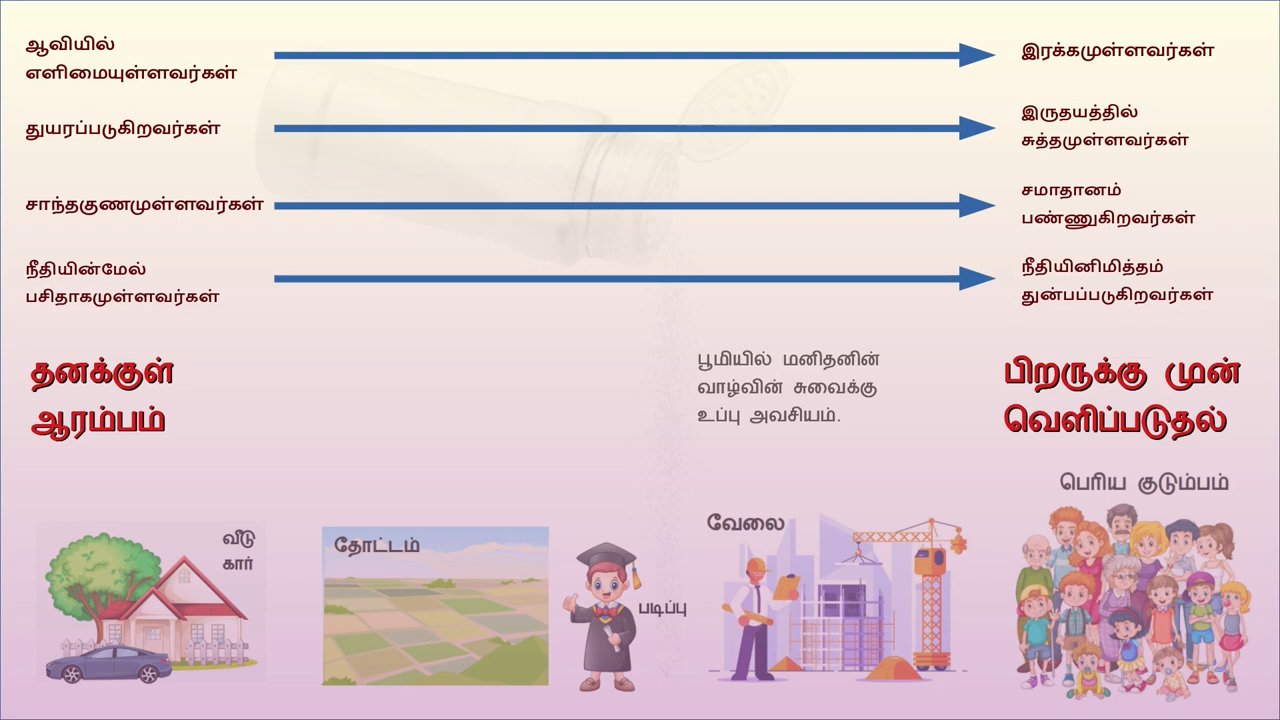 ஆவியில்
எளிமையுள்ளவர்கள்
இரக்கமுள்ளவர்கள்
துயரப்படுகிறவர்கள்
இருதயத்தில்
சுத்தமுள்ளவர்கள்
சாந்தகுணமுள்ளவர்கள்
சமாதானம்
பண்ணுகிறவர்கள்
நீதியின்மேல்
பசிதாகமுள்ளவர்கள்
நீதியினிமித்தம்
துன்பப்படுகிறவர்கள்
தனக்குள்
ஆரம்பம்
பூமியில் மனிதனின்
வாழ்வின் சுவைக்கு
உப்பு அவசியம்.
பிறருக்கு முன்
வெளிப்படுதல்
வீடு
கார்
தோட்டம்
படிப்பு
வேலை
பெரிய குடும்பம்